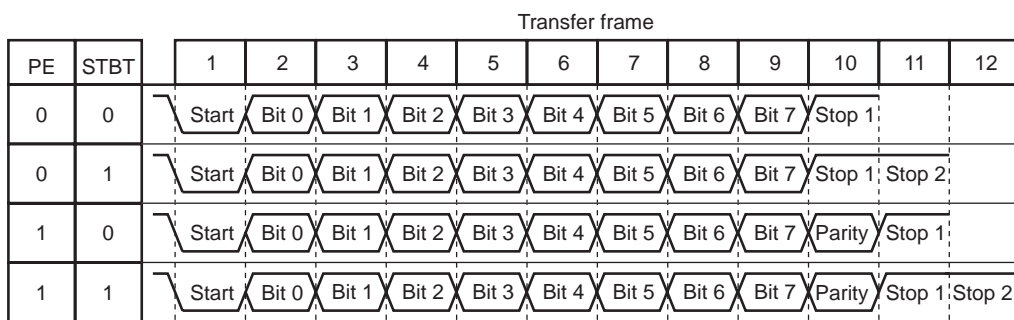 Transfer frame
PE STBT 1 2 3 4 5 6 7 8 9 10 11 12
0 0 Start Bit 0 Bit 1 Bit 2 Bit 3 Bit 4 Bit 5 Bit 6 Bit 7 Stop 1
0 1 Start Bit 0 Bit 1 Bit 2 Bit 3 Bit 4 Bit 5 Bit 6 Bit 7 Stop 1 Stop 2
1 0 Start Bit 0 Bit 1 Bit 2 Bit 3 Bit 4 Bit 5 Bit 6 Bit 7 Parity Stop 1
1 1 Start Bit 0 Bit 1 Bit 2 Bit 3 Bit 4 Bit 5 Bit 6 Bit 7 Parity Stop 1 Stop 2